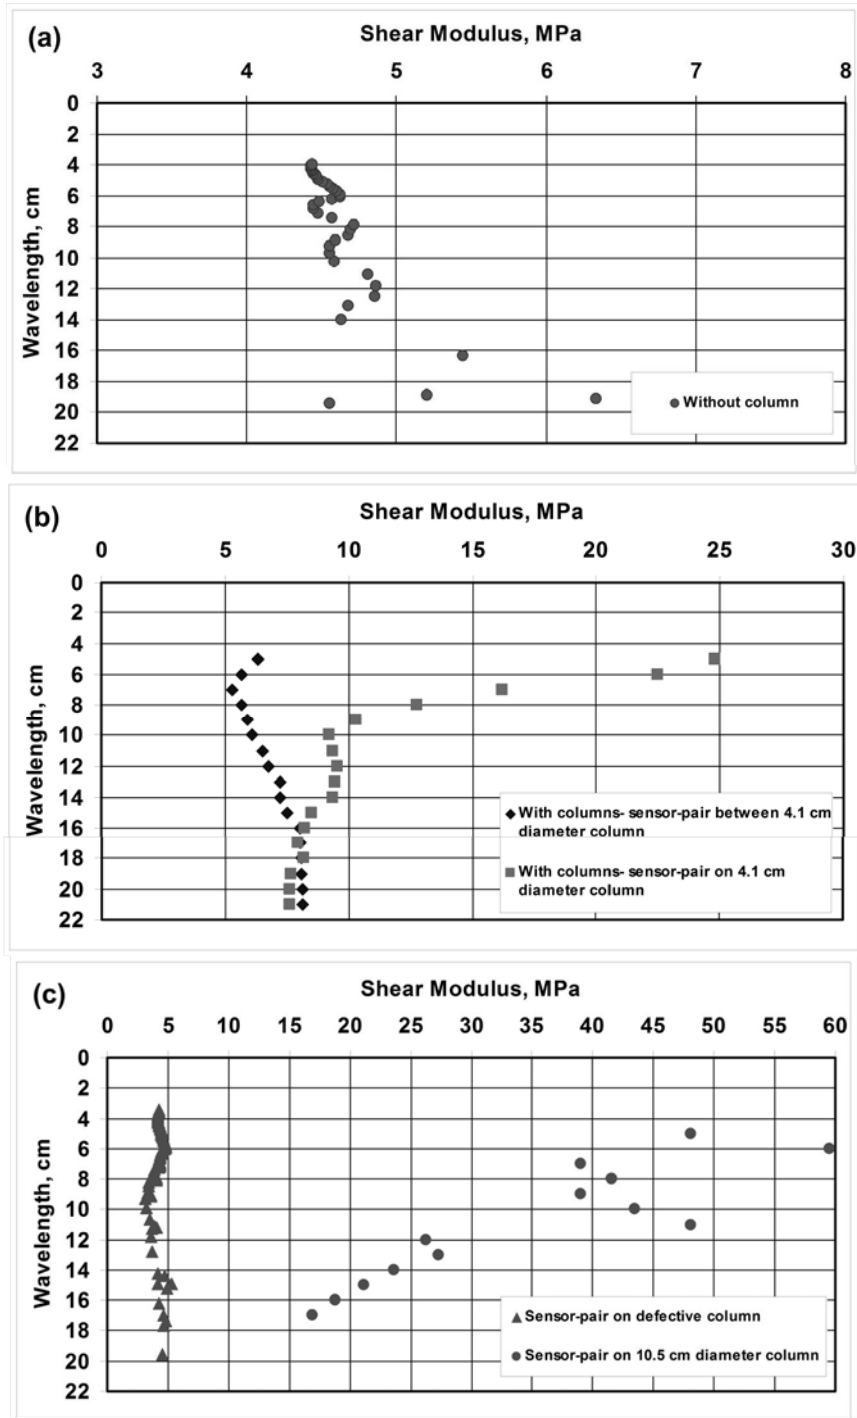 (a)
Shear Modulus, MPa
3 4 5 6 7 8
Wavelength, cm
0
2
4
6
8
10
12
14
16
18
20
22
Without column
(b)
Shear Modulus, MPa
0 5 10 15 20 25 30
Wavelength, cm
0
2
4
6
8
10
12
14
16
18
20
22
With columns- sensor-pair between 4.1 cm
diameter column
With columns- sensor-pair on 4.1 cm
diameter column
(c)
Shear Modulus, MPa
0 5 10 15 20 25 30 35 40 45 50 55 60
Wavelength, cm
0
2
4
6
8
10
12
14
16
18
20
22
Sensor-pair on defective column
Sensor-pair on 10.5 cm diameter column